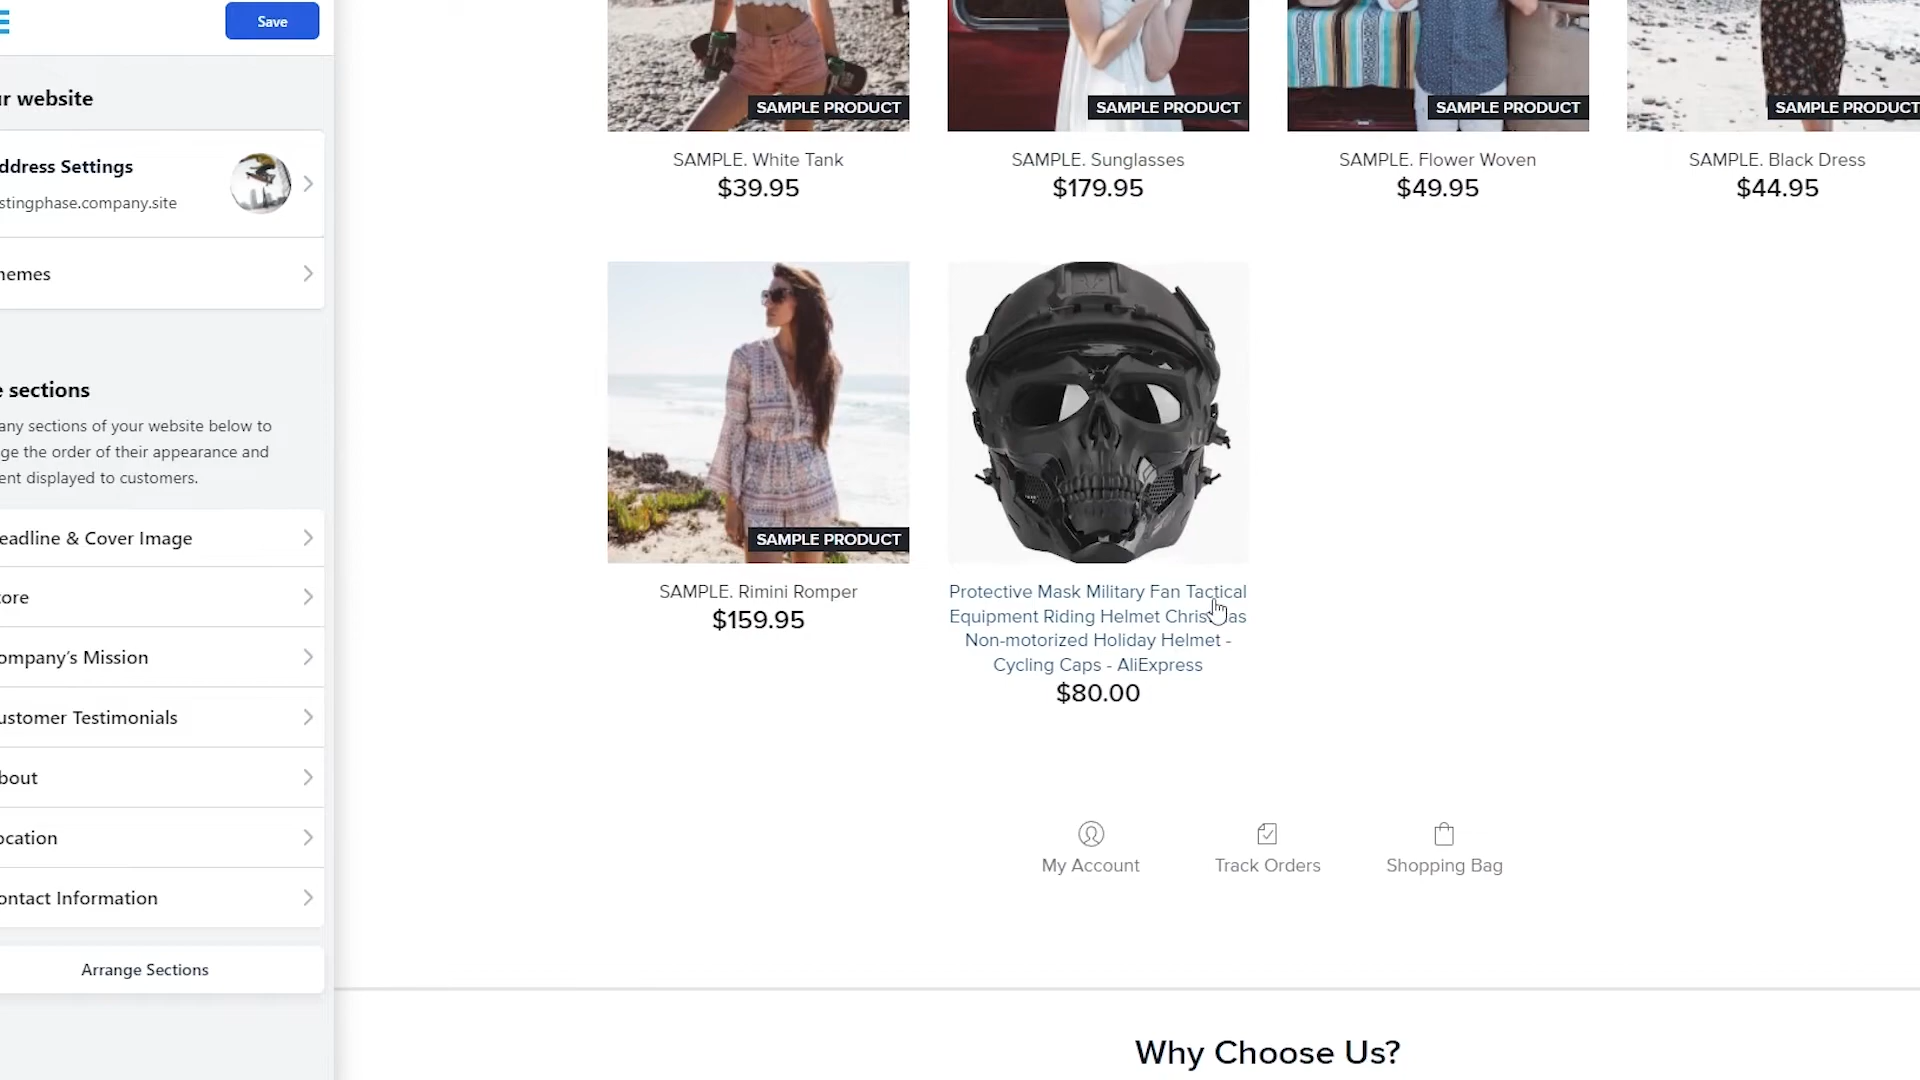 Save
r website
ddress Settings
stingphase.company.site
hemes
e sections
any sections of your website below to
ge the order of their appearance and
ent displayed to customers.
eadline & Cover Image
tore
ompany's Mission
ustomer Testimonials
bout
ocation
ontact Information
Arrange Sections
SAMPLE PRODUCT
SAMPLE PRODUCT
SAMPLE PRODUCT
SAMPLE PRODUCT
SAMPLE. White Tank
$39.95
SAMPLE. Sunglasses
$179.95
SAMPLE. Flower Woven
$49.95
SAMPLE. Black Dress
$44.95
SAMPLE PRODUCT
SAMPLE. Rimini Romper
$159.95
Protective Mask Military Fan Tactical
Equipment Riding Helmet Christmas
Non-motorized Holiday Helmet -
Cycling Caps - AliExpress
$80.00
My Account
Track Orders
Shopping Bag
Why Choose Us?